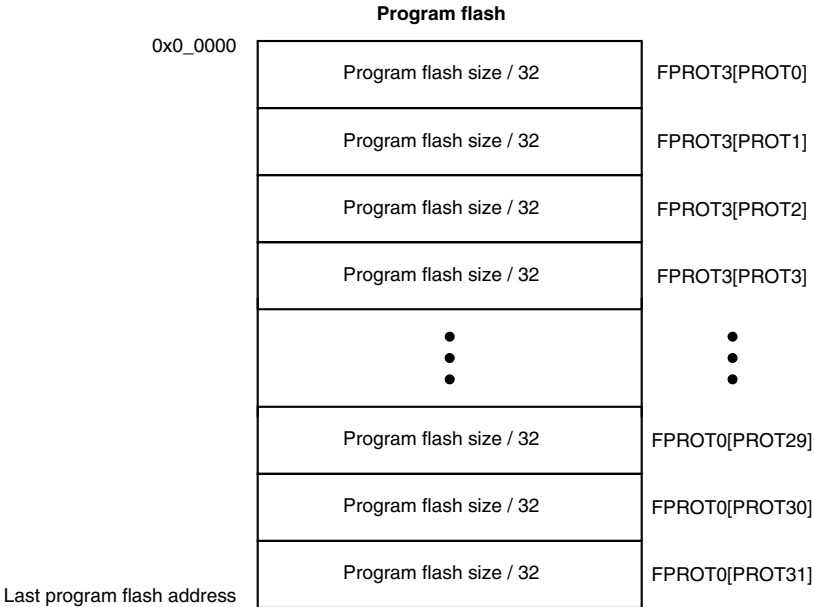 Program flash
0x0_0000
Program flash size / 32 FPROT3[PROT0]
Program flash size / 32 FPROT3[PROT1]
Program flash size / 32 FPROT3[PROT2]
Program flash size / 32 FPROT3[PROT3]
Program flash size / 32 FPROT0[PROT29]
Program flash size / 32 FPROT0[PROT30]
Program flash size / 32 FPROT0[PROT31]
Last program flash address